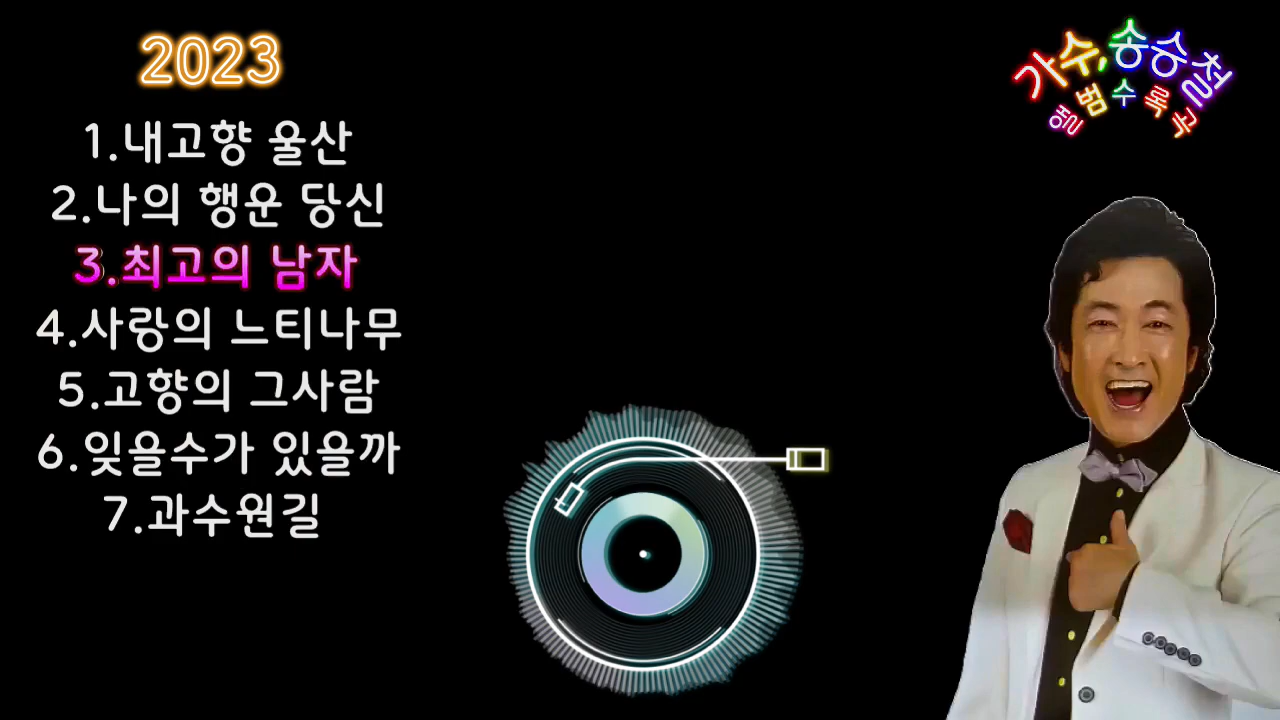 2023
1.내고향 울산
2.나의 행운 당신
3.최고의 남자
4.사랑의 느티나무
5.고향의 그사람
6.잊을수가 있을까
7.과수원길
가수,송승철
앨범수록곡